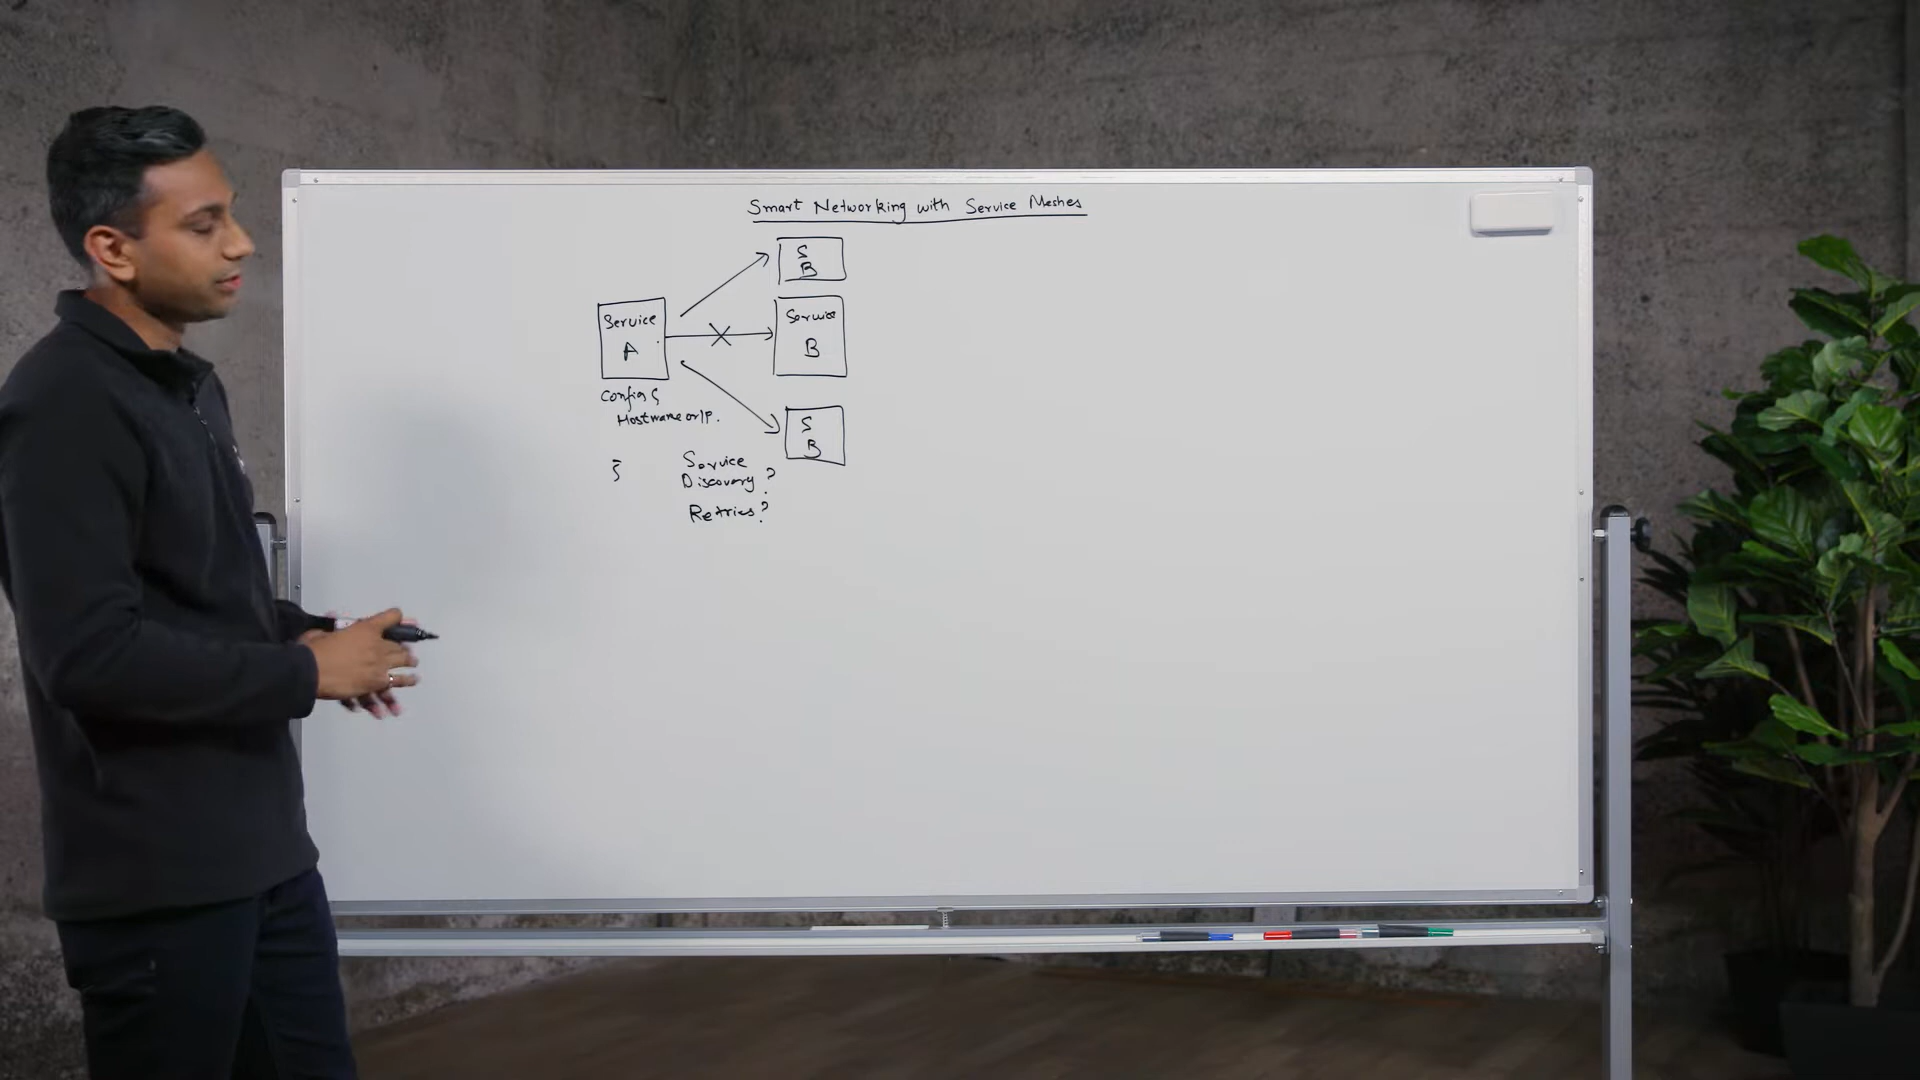 Smart Networking with Service Meshes
S
B
Service
A
Service
B
Config {
Hostname or IP.
}
S
B
Service
Discovery?
Retries?